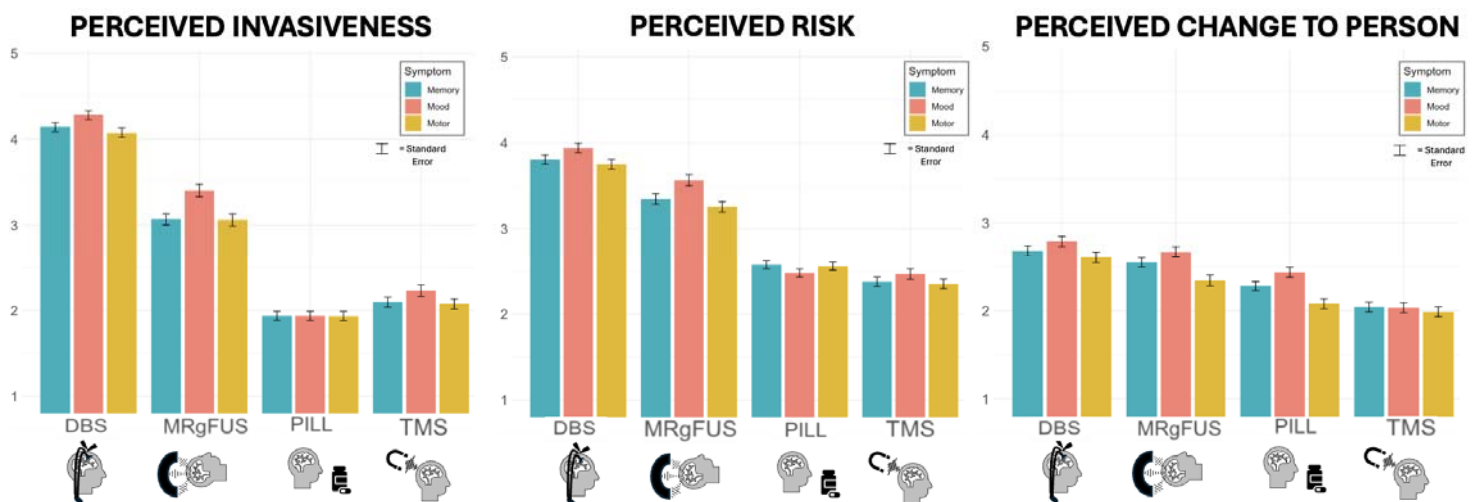 PERCEIVED INVASIVENESS
5
4
3
2
1
Symptom
Memory
Mood
Motor
= Standard
Error
DBS MRgFUS PILL TMS
PERCEIVED RISK
5
4
3
2
1
Symptom
Memory
Mood
Motor
= Standard
Error
DBS MRgFUS PILL TMS
PERCEIVED CHANGE TO PERSON
5
4
3
2
1
Symptom
Memory
Mood
Motor
= Standard
Error
DBS MRgFUS PILL TMS